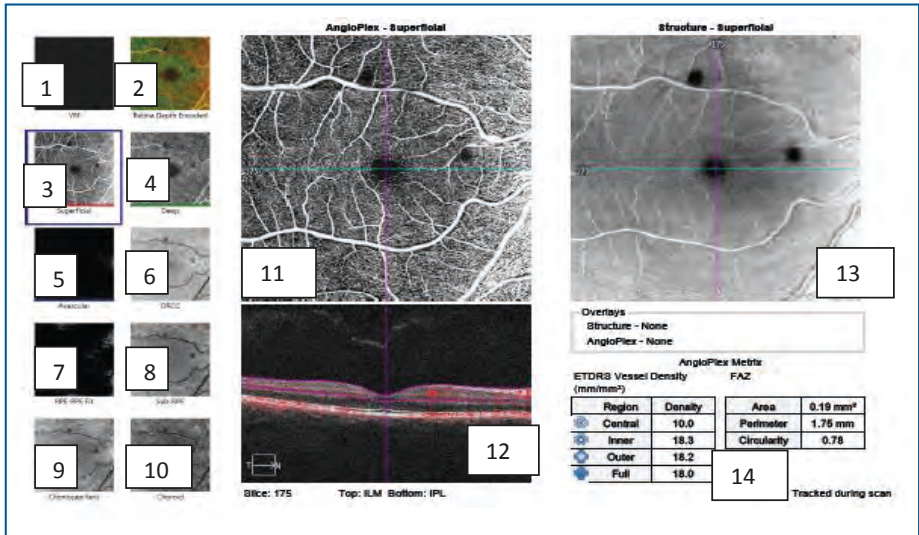 AngioPlex - Superficial
Structure - Superficial
1
2
VRI
Retina Depth Encoded
3
4
Superficial
Deep
5
6
Avascular
ORCC
7
8
RPE-RPE Fit
Sub-RPE
9
10
Choriocapillaris
Choroid
11
12
Slice: 175
Top: ILM Bottom: IPL
175
13
Overlays
Structure - None
AngioPlex - None
AngioPlex Metrix
ETDRS Vessel Density
(mm/mm²)
FAZ
Region Density
Central 10.0
Inner 18.3
Outer 18.2
Full 18.0
Area 0.19 mm²
Perimeter 1.75 mm
Circularity 0.78
14
Tracked during scan